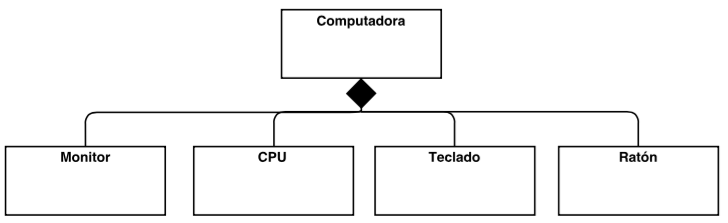 Computadora
Monitor
CPU
Teclado
Ratón